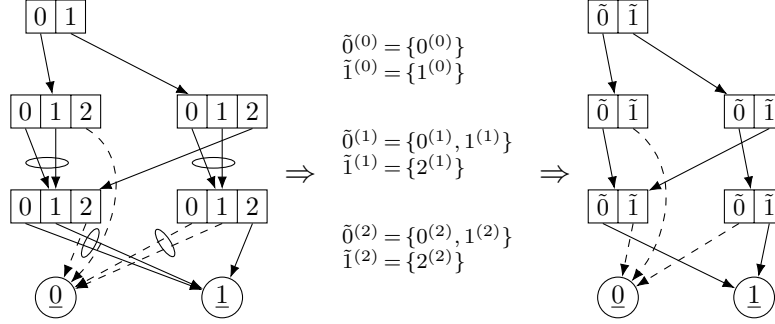 0 1
0 1 2 0 1 2
0 1 2 0 1 2
0 1
⇒
0̃⁽⁰⁾ = {0⁽⁰⁾}
1̃⁽⁰⁾ = {1⁽⁰⁾}
0̃⁽¹⁾ = {0⁽¹⁾, 1⁽¹⁾}
1̃⁽¹⁾ = {2⁽¹⁾}
0̃⁽²⁾ = {0⁽²⁾, 1⁽²⁾}
1̃⁽²⁾ = {2⁽²⁾}
⇒
0̃ 1̃
0̃ 1̃ 0̃ 1̃
0̃ 1̃ 0̃ 1̃
0 1